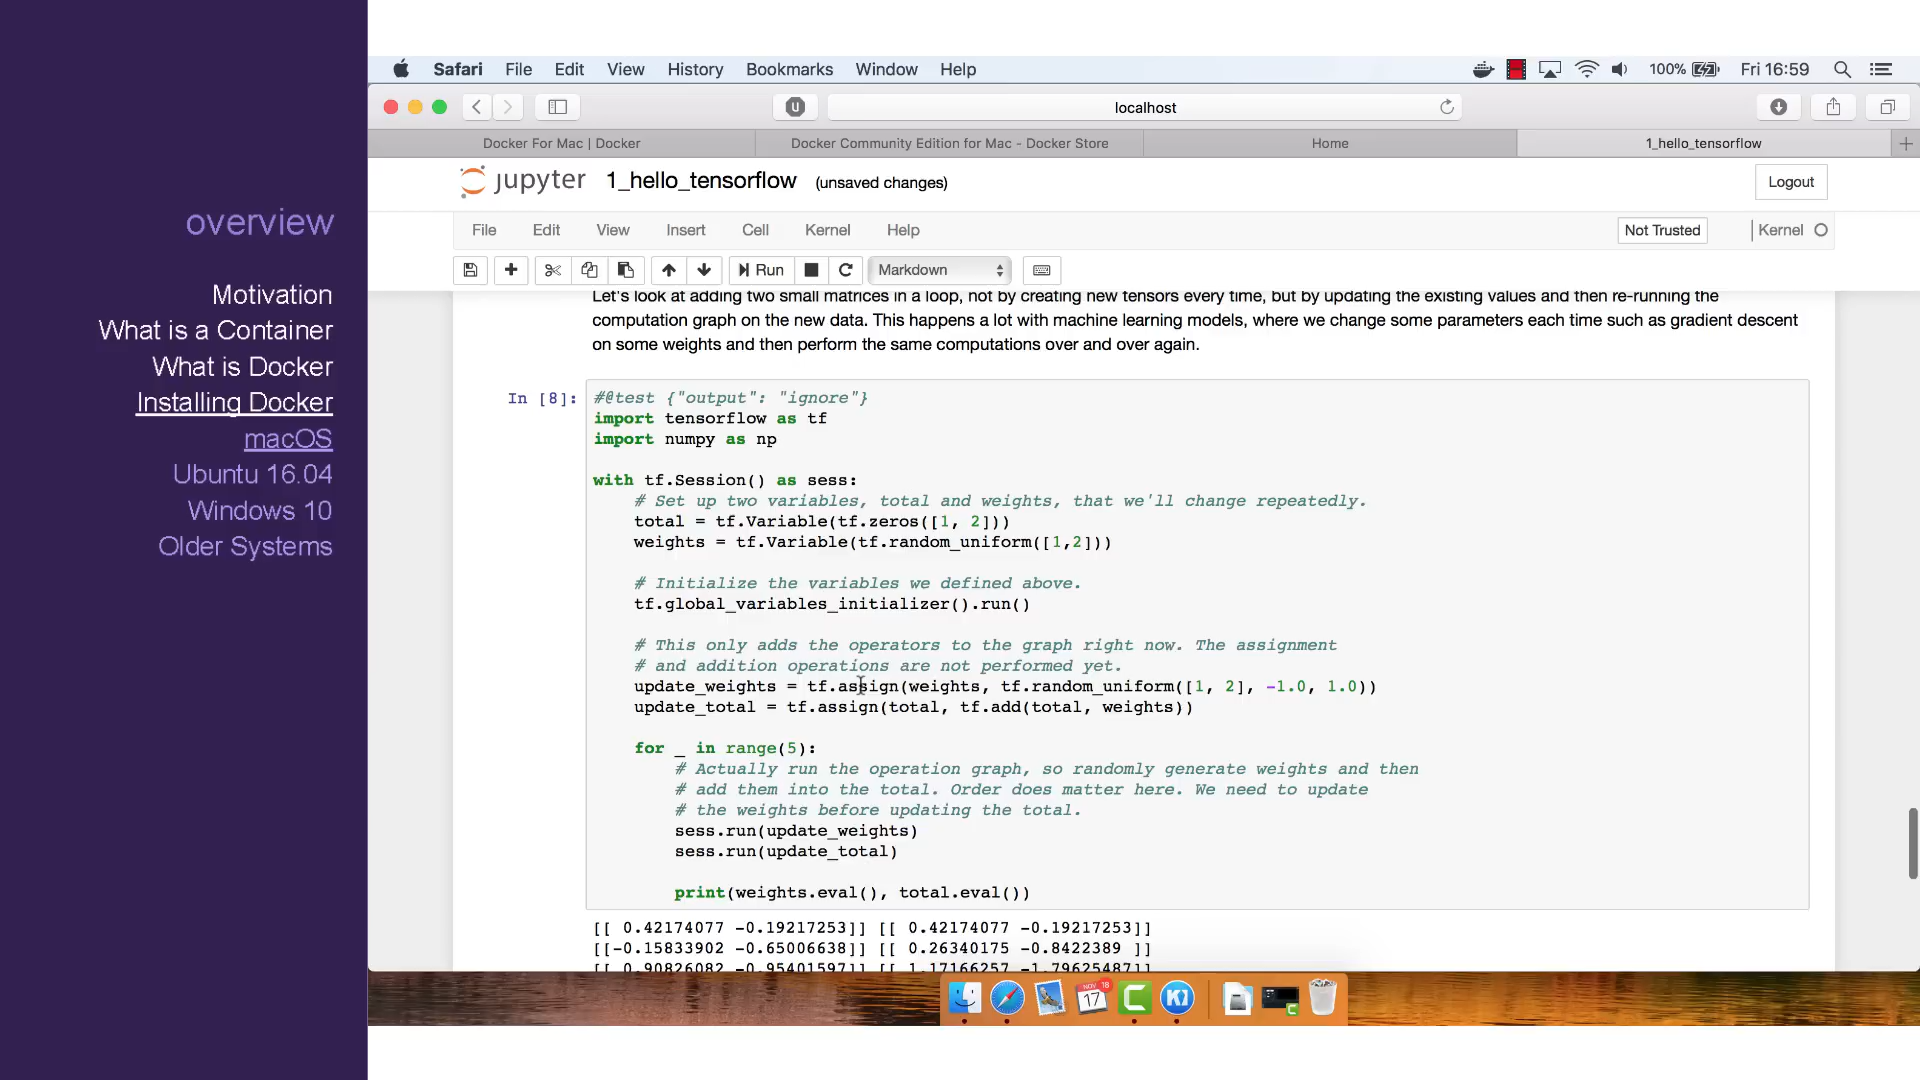 overview
Motivation
What is a Container
What is Docker
Installing Docker
macOS
Ubuntu 16.04
Windows 10
Older Systems
Safari File Edit View History Bookmarks Window Help 100% Fri 16:59
localhost
Docker For Mac | Docker
Docker Community Edition for Mac - Docker Store
Home
1_hello_tensorflow
jupyter 1_hello_tensorflow (unsaved changes)
Logout
File Edit View Insert Cell Kernel Help
Not Trusted
Kernel
Run
Markdown
Let's look at adding two small matrices in a loop, not by creating new tensors every time, but by updating the existing values and then re-running the
computation graph on the new data. This happens a lot with machine learning models, where we change some parameters each time such as gradient descent
on some weights and then perform the same computations over and over again.
In [8]: #@test {"output": "ignore"}
import tensorflow as tf
import numpy as np
with tf.Session() as sess:
# Set up two variables, total and weights, that we'll change repeatedly.
total = tf.Variable(tf.zeros([1, 2]))
weights = tf.Variable(tf.random_uniform([1,2]))
# Initialize the variables we defined above.
tf.global_variables_initializer().run()
# This only adds the operators to the graph right now. The assignment
# and addition operations are not performed yet.
update_weights = tf.assign(weights, tf.random_uniform([1, 2], -1.0, 1.0))
update_total = tf.assign(total, tf.add(total, weights))
for _ in range(5):
# Actually run the operation graph, so randomly generate weights and then
# add them into the total. Order does matter here. We need to update
# the weights before updating the total.
sess.run(update_weights)
sess.run(update_total)
print(weights.eval(), total.eval())
[[ 0.42174077 -0.19217253]] [[ 0.42174077 -0.19217253]]
[[-0.15833902 -0.65006638]] [[ 0.26340175 -0.8422389 ]]
[[ 0.90826082 -0.95401597]] [[ 1.17166257 -1.79625487]]
NOV 18
17